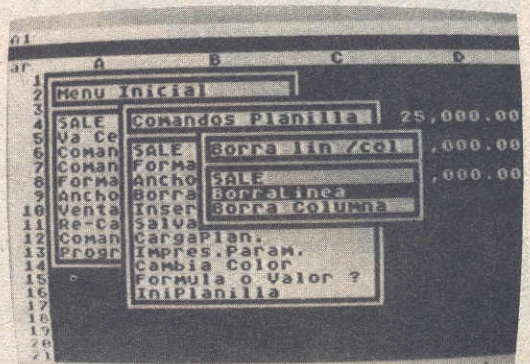 A1
ar A B C D
1
2 Menu Inicial
3 Comandos Planilla 25,000.00
4 SALE
5 Va Ce Borra lin /col ,000.00
6 Coman SALE
7 Coman Forma SALE ,000.00
8 Forma Ancho BorraLinea
9 Ancho Borra Borra Columna
10 Venta Inser
11 Re-Ca Salva
12 Coman CargaPlan.
13 Progr Impres.Param.
14 Cambia Color
15 Formula o Valor ?
16 IniPlanilla
17
18
19
20
21